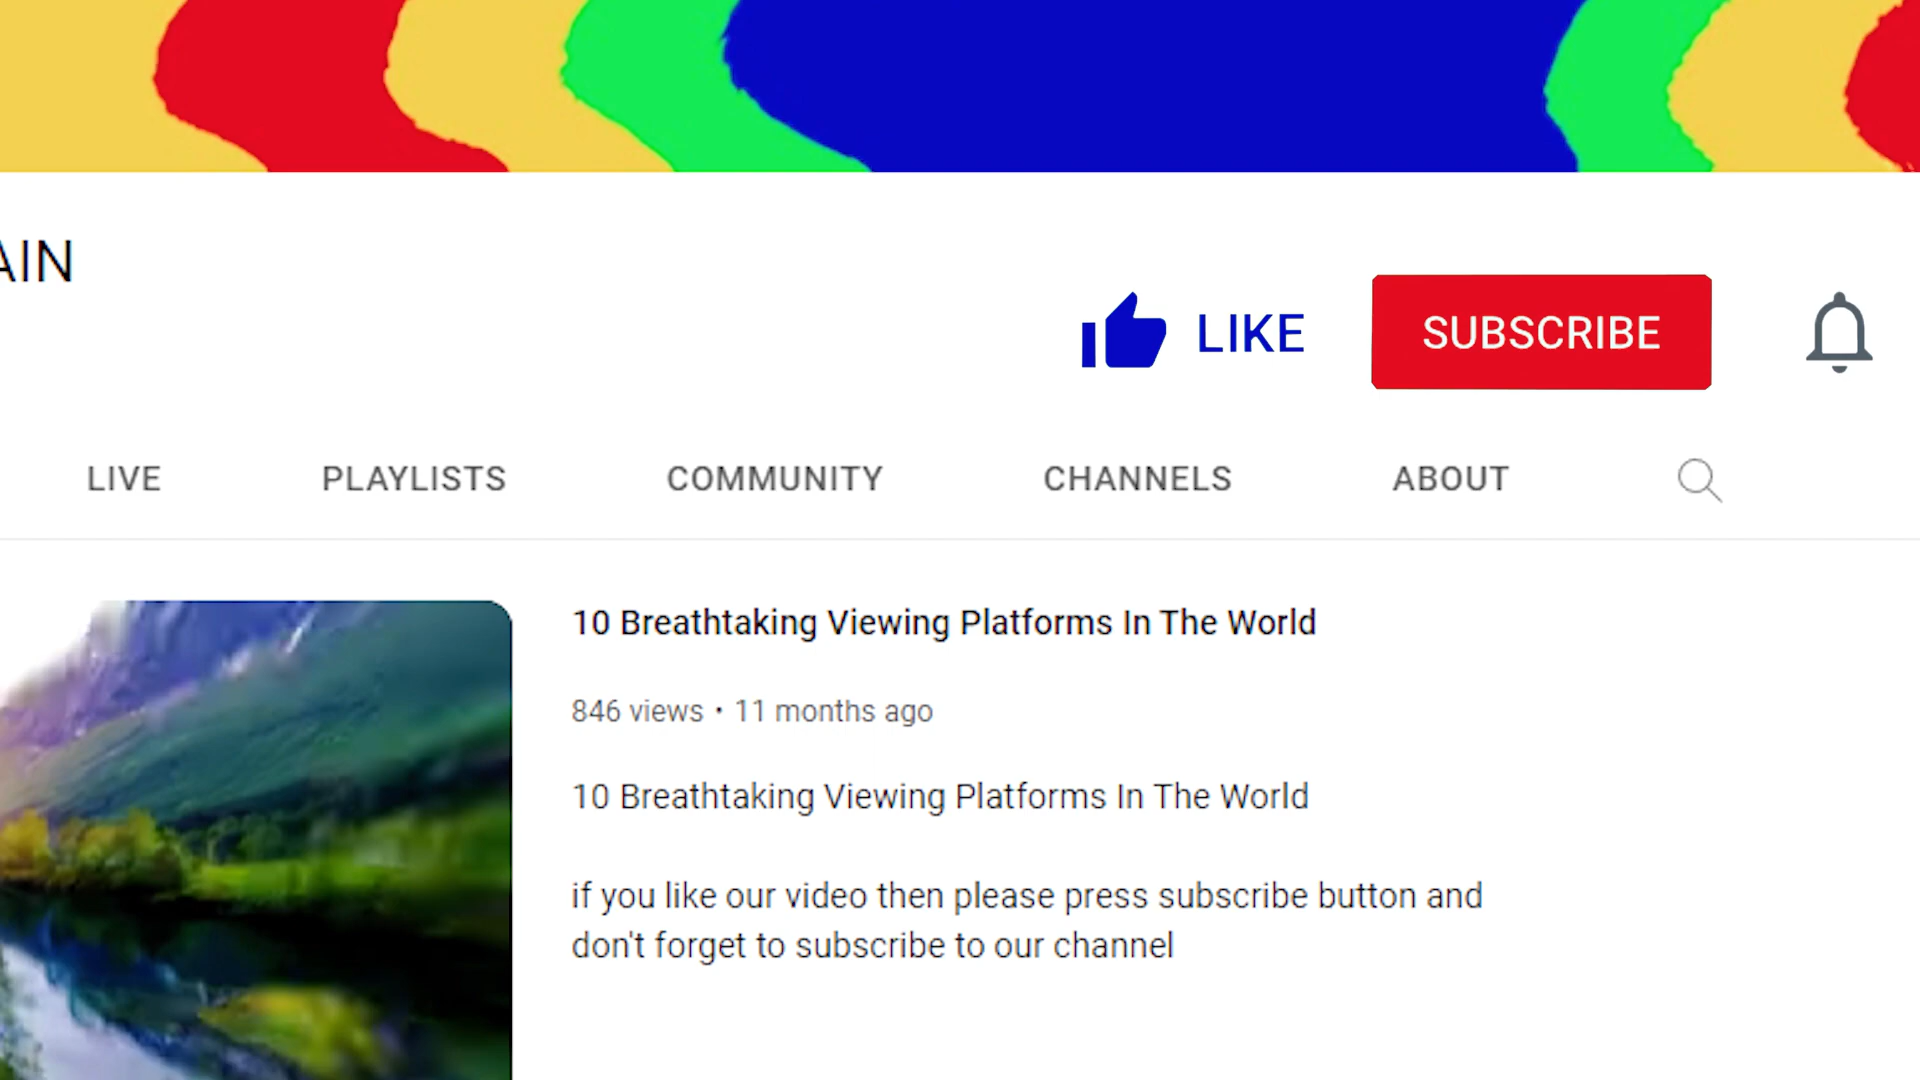 AIN
LIKE
SUBSCRIBE
LIVE
PLAYLISTS
COMMUNITY
CHANNELS
ABOUT
10 Breathtaking Viewing Platforms In The World
846 views • 11 months ago
10 Breathtaking Viewing Platforms In The World
if you like our video then please press subscribe button and
don't forget to subscribe to our channel